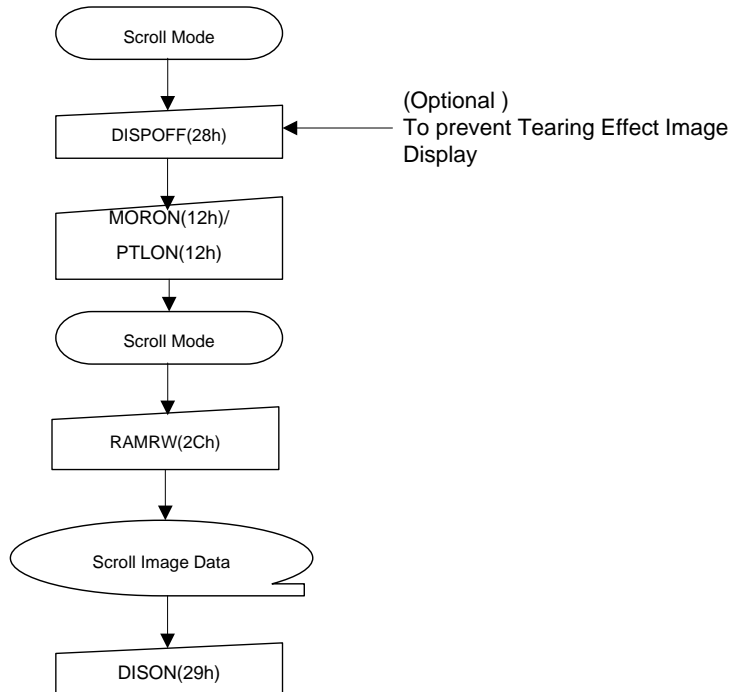 Scroll Mode
DISPOFF(28h)
(Optional )
To prevent Tearing Effect Image
Display
MORON(12h)/
PTLON(12h)
Scroll Mode
RAMRW(2Ch)
Scroll Image Data
DISON(29h)